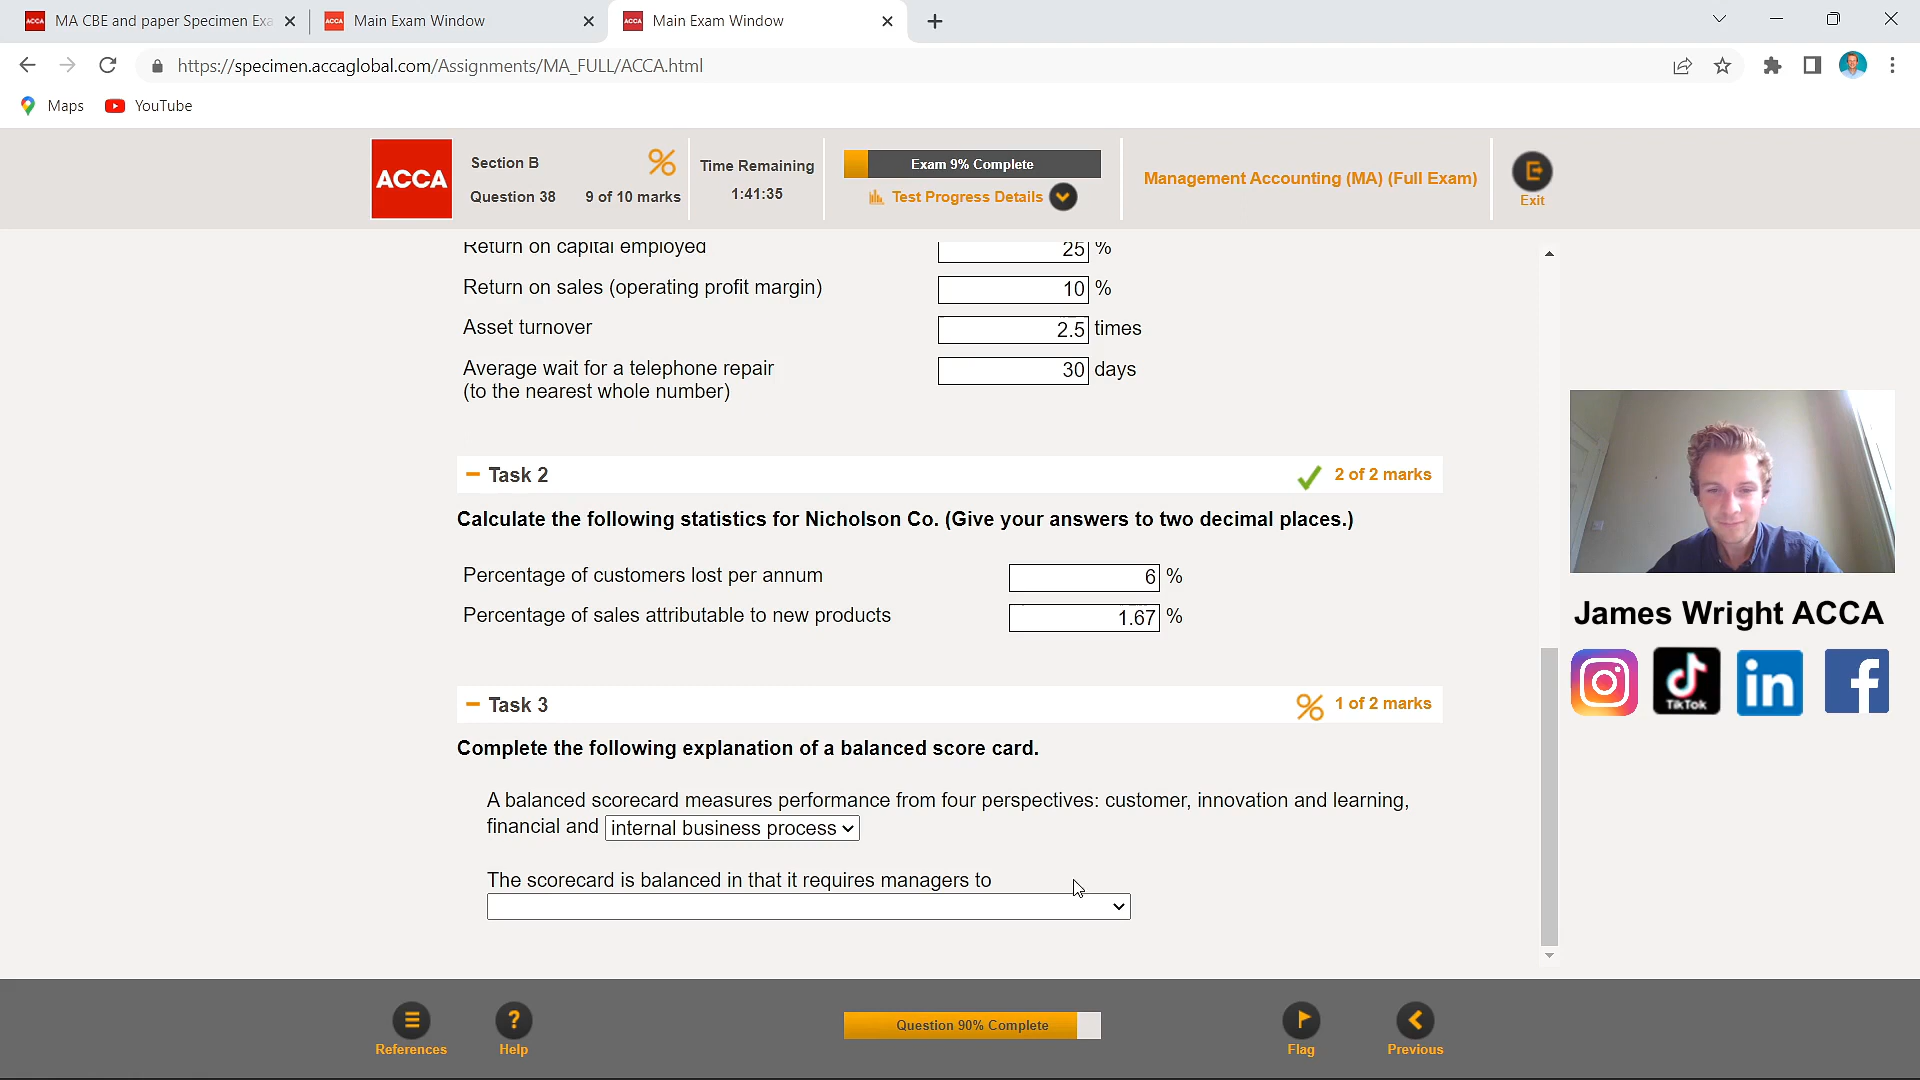 MA CBE and paper Specimen Exa
Main Exam Window
Main Exam Window
https://specimen.accaglobal.com/Assignments/MA_FULL/ACCA.html
Maps
YouTube
ACCA
Section B
Question 38
9 of 10 marks
Time Remaining
1:41:35
Exam 9% Complete
Test Progress Details
Management Accounting (MA) (Full Exam)
Exit
Return on capital employed 25 %
Return on sales (operating profit margin) 10 %
Asset turnover 2.5 times
Average wait for a telephone repair 30 days
(to the nearest whole number)
Task 2
2 of 2 marks
Calculate the following statistics for Nicholson Co. (Give your answers to two decimal places.)
Percentage of customers lost per annum 6 %
Percentage of sales attributable to new products 1.67 %
Task 3
1 of 2 marks
Complete the following explanation of a balanced score card.
A balanced scorecard measures performance from four perspectives: customer, innovation and learning,
financial and internal business process
The scorecard is balanced in that it requires managers to
James Wright ACCA
TikTok
in
f
References
Help
Question 90% Complete
Flag
Previous